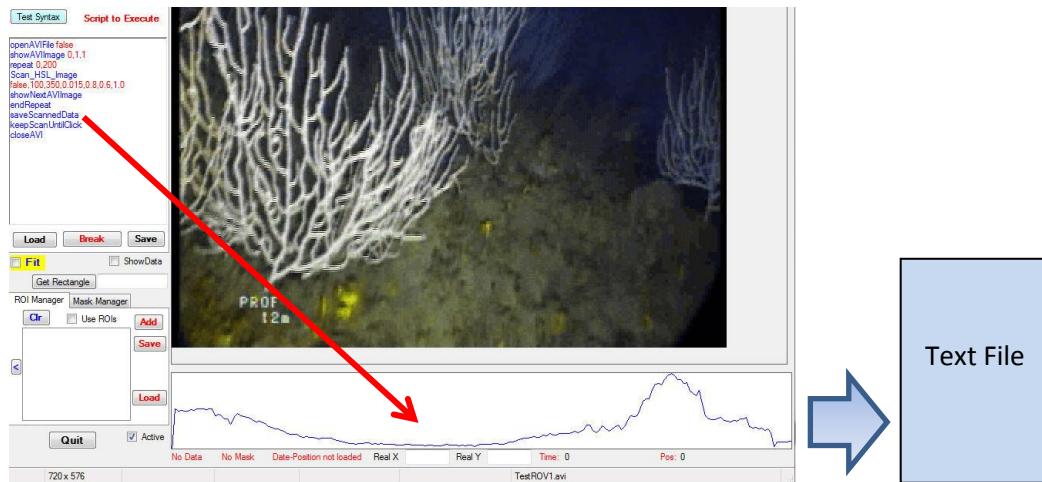 Test Syntax Script to Execute
openAVIFile false
showAVIImage 0,1,1
repeat 0,200
Scan_HSL_Image
false,100,350,0.015,0.8,0.6,1.0
showNextAVIImage
endRepeat
saveScannedData
keepScanUntilClick
closeAVI
Load Break Save
Fit ShowData
Get Rectangle
ROI Manager Mask Manager
Clr Use ROIs Add
Save
<
Load
Quit Active
PROF
12m
No Data No Mask Date-Position not loaded Real X Real Y Time: 0 Pos: 0
720 x 576 TestROV1.avi
Text File